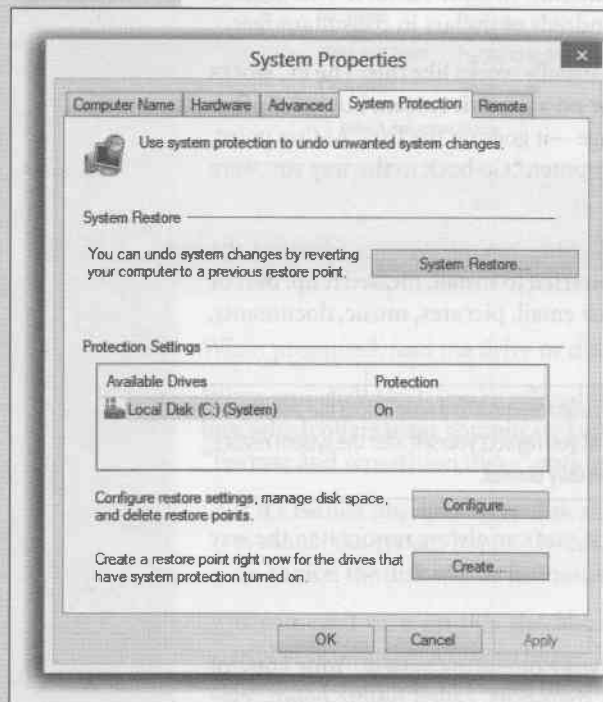 System Properties
Computer Name Hardware Advanced System Protection Remote
Use system protection to undo unwanted system changes.
System Restore
You can undo system changes by reverting
your computer to a previous restore point.
System Restore...
Protection Settings
Available Drives Protection
Local Disk (C:) (System) On
Configure restore settings, manage disk space,
and delete restore points.
Configure...
Create a restore point right now for the drives that
have system protection turned on.
Create...
OK Cancel Apply